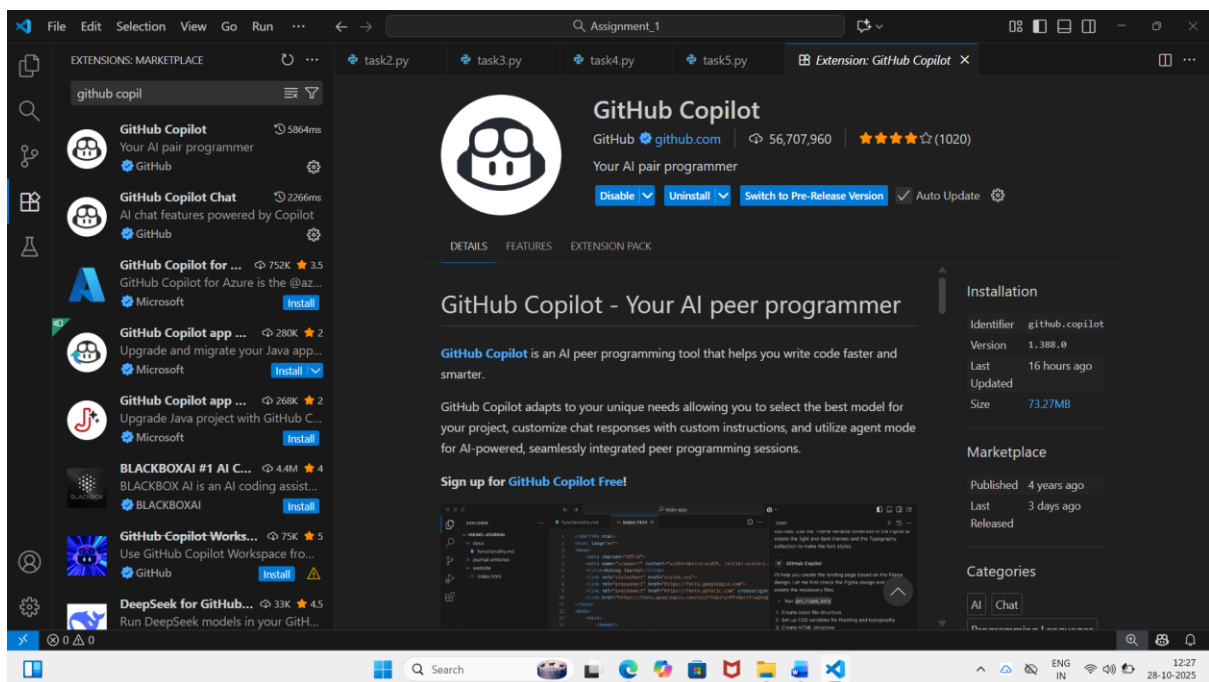 File Edit Selection View Go Run ··· Assignment_1
EXTENSIONS: MARKETPLACE
github copil
GitHub Copilot 5864ms
Your AI pair programmer
GitHub
GitHub Copilot Chat 2266ms
AI chat features powered by Copilot
GitHub
GitHub Copilot for ... 752K ★ 3.5
GitHub Copilot for Azure is the @az...
Microsoft Install
GitHub Copilot app ... 280K ★ 2
Upgrade and migrate your Java app...
Microsoft Install
GitHub Copilot app ... 268K ★ 2
Upgrade Java project with GitHub C...
Microsoft Install
BLACKBOXAI #1 AI C... 4.4M ★ 4
BLACKBOX AI is an AI coding assist...
BLACKBOXAI Install
GitHub Copilot Works... 75K ★ 5
Use GitHub Copilot Workspace fro...
GitHub Install
DeepSeek for GitHub... 33K ★ 4.5
Run DeepSeek models in your GitH...
task2.py task3.py task4.py task5.py Extension: GitHub Copilot
GitHub Copilot
GitHub github.com 56,707,960 (1020)
Your AI pair programmer
Disable Uninstall Switch to Pre-Release Version Auto Update
DETAILS FEATURES EXTENSION PACK
GitHub Copilot - Your AI peer programmer
GitHub Copilot is an AI peer programming tool that helps you write code faster and
smarter.
GitHub Copilot adapts to your unique needs allowing you to select the best model for
your project, customize chat responses with custom instructions, and utilize agent mode
for AI-powered, seamlessly integrated peer programming sessions.
Sign up for GitHub Copilot Free!
Installation
Identifier github.copilot
Version 1.388.0
Last Updated 16 hours ago
Size 73.27MB
Marketplace
Published 4 years ago
Last Released 3 days ago
Categories
AI Chat
Programming Languages
0 0
Search
ENG
IN
12:27
28-10-2025